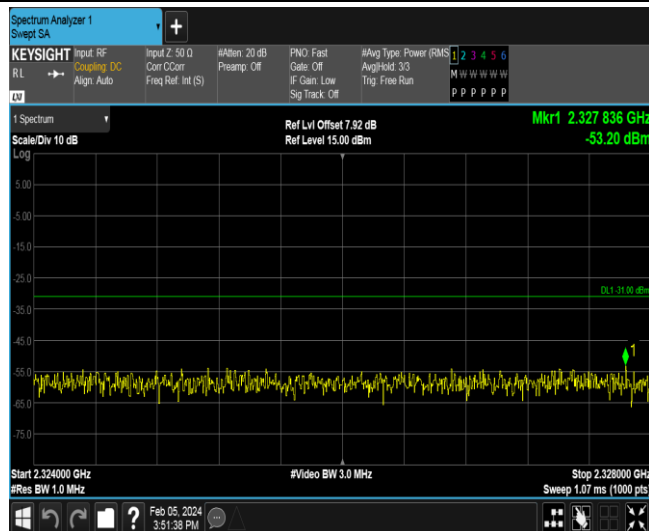 Spectrum Analyzer 1
Swept SA
+
KEYSIGHT
RL
LXI
Input: RF
Coupling: DC
Align: Auto
Input Z: 50 Ω
Corr CCorr
Freq Ref: Int (S)
#Atten: 20 dB
Preamp: Off
PNO: Fast
Gate: Off
IF Gain: Low
Sig Track: Off
#Avg Type: Power (RMS
Avg|Hold: 3/3
Trig: Free Run
1 2 3 4 5 6
M W W W W W
P P P P P P
1 Spectrum
Scale/Div 10 dB
Ref Lvl Offset 7.92 dB
Ref Level 15.00 dBm
Mkr1 2.327 836 GHz
-53.20 dBm
Log
5.00
-5.00
-15.0
-25.0
DL1 -31.00 dBm
-35.0
-45.0
1
-55.0
-65.0
-75.0
Start 2.324000 GHz
#Res BW 1.0 MHz
#Video BW 3.0 MHz
Stop 2.328000 GHz
Sweep 1.07 ms (1000 pts)
?
Feb 05, 2024
3:51:38 PM